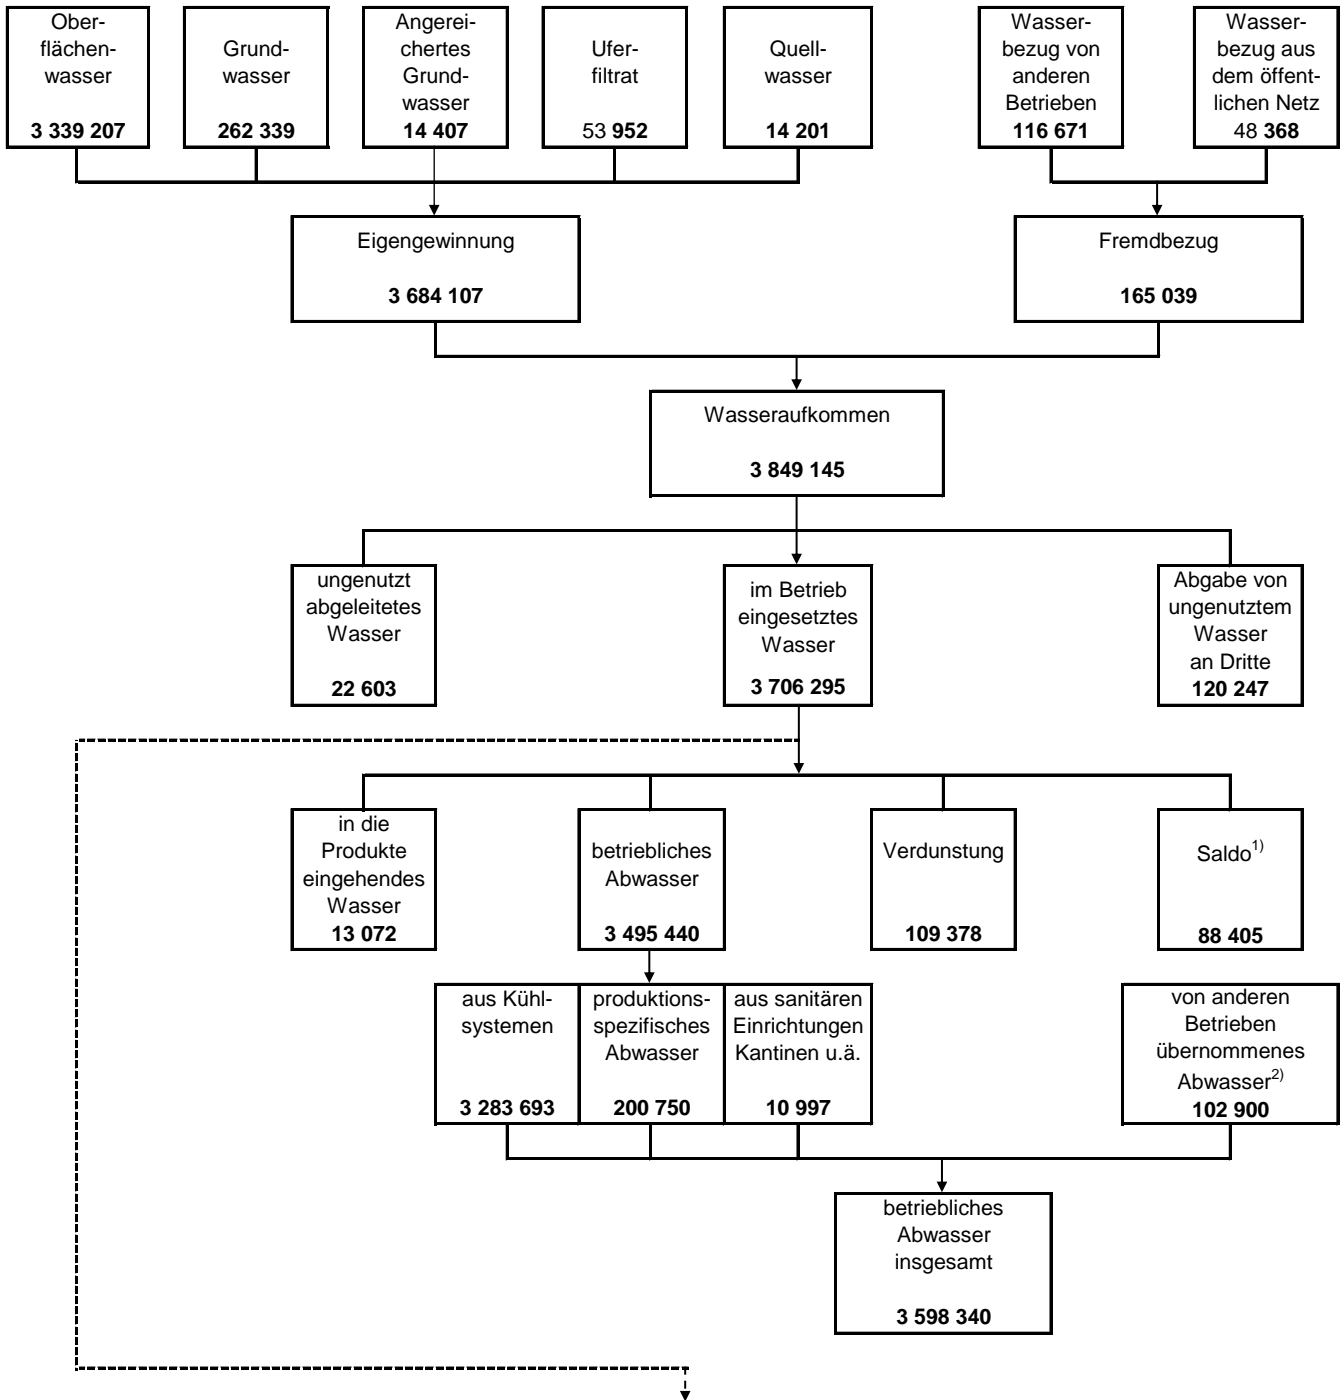 Ober-
flächen-
wasser
3 339 207
Grund-
wasser
262 339
Angerei-
chertes
Grund-
wasser
14 407
Ufer-
filtrat
53 952
Quell-
wasser
14 201
Wasser-
bezug von
anderen
Betrieben
116 671
Wasser-
bezug aus
dem öffent-
lichen Netz
48 368
Eigengewinnung
3 684 107
Fremdbezug
165 039
Wasseraufkommen
3 849 145
ungenutzt
abgeleitetes
Wasser
22 603
im Betrieb
eingesetztes
Wasser
3 706 295
Abgabe von
ungenutztem
Wasser
an Dritte
120 247
in die
Produkte
eingehendes
Wasser
13 072
betriebliches
Abwasser
3 495 440
Verdunstung
109 378
Saldo1)
88 405
aus Kühl-
systemen
3 283 693
produktions-
spezifisches
Abwasser
200 750
aus sanitären
Einrichtungen
Kantinen u.ä.
10 997
von anderen
Betrieben
übernommenes
Abwasser2)
102 900
betriebliches
Abwasser
insgesamt
3 598 340